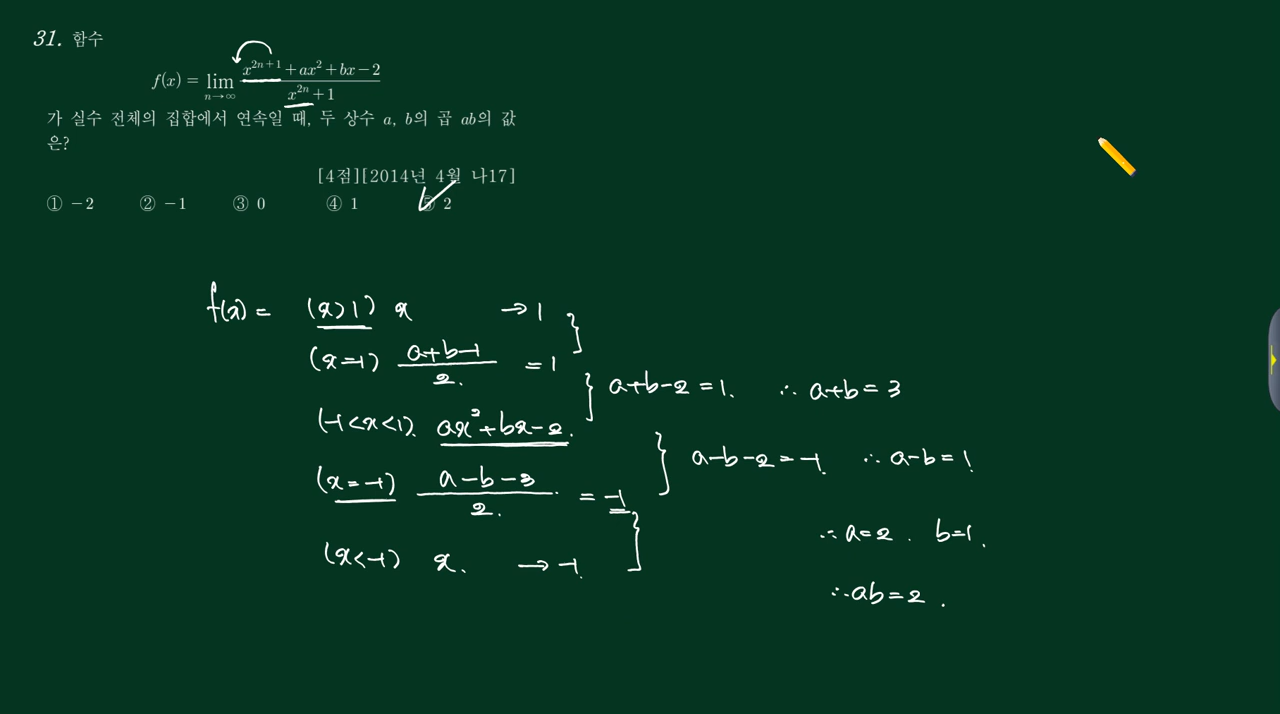 31. 함수
f(x) = lim_{n→∞} (x^{2n+1} + ax^2 + bx − 2) / (x^{2n} + 1)
가 실수 전체의 집합에서 연속일 때, 두 상수 a, b의 곱 ab의 값
은?
[4점][2014년 4월 나17]
① −2 ② −1 ③ 0 ④ 1 ⑤ 2
f(x) = (x>1) x → 1
(x=1) (a+b-1)/2. = 1
a+b-2 = 1. ∴ a+b = 3
(-1<x<1). ax^2+bx-2.
a-b-2 = -1. ∴ a-b = 1.
(x=-1) (a-b-3)/2. = -1
∴ a=2. b=1.
(x<-1) x. → -1.
∴ ab = 2.